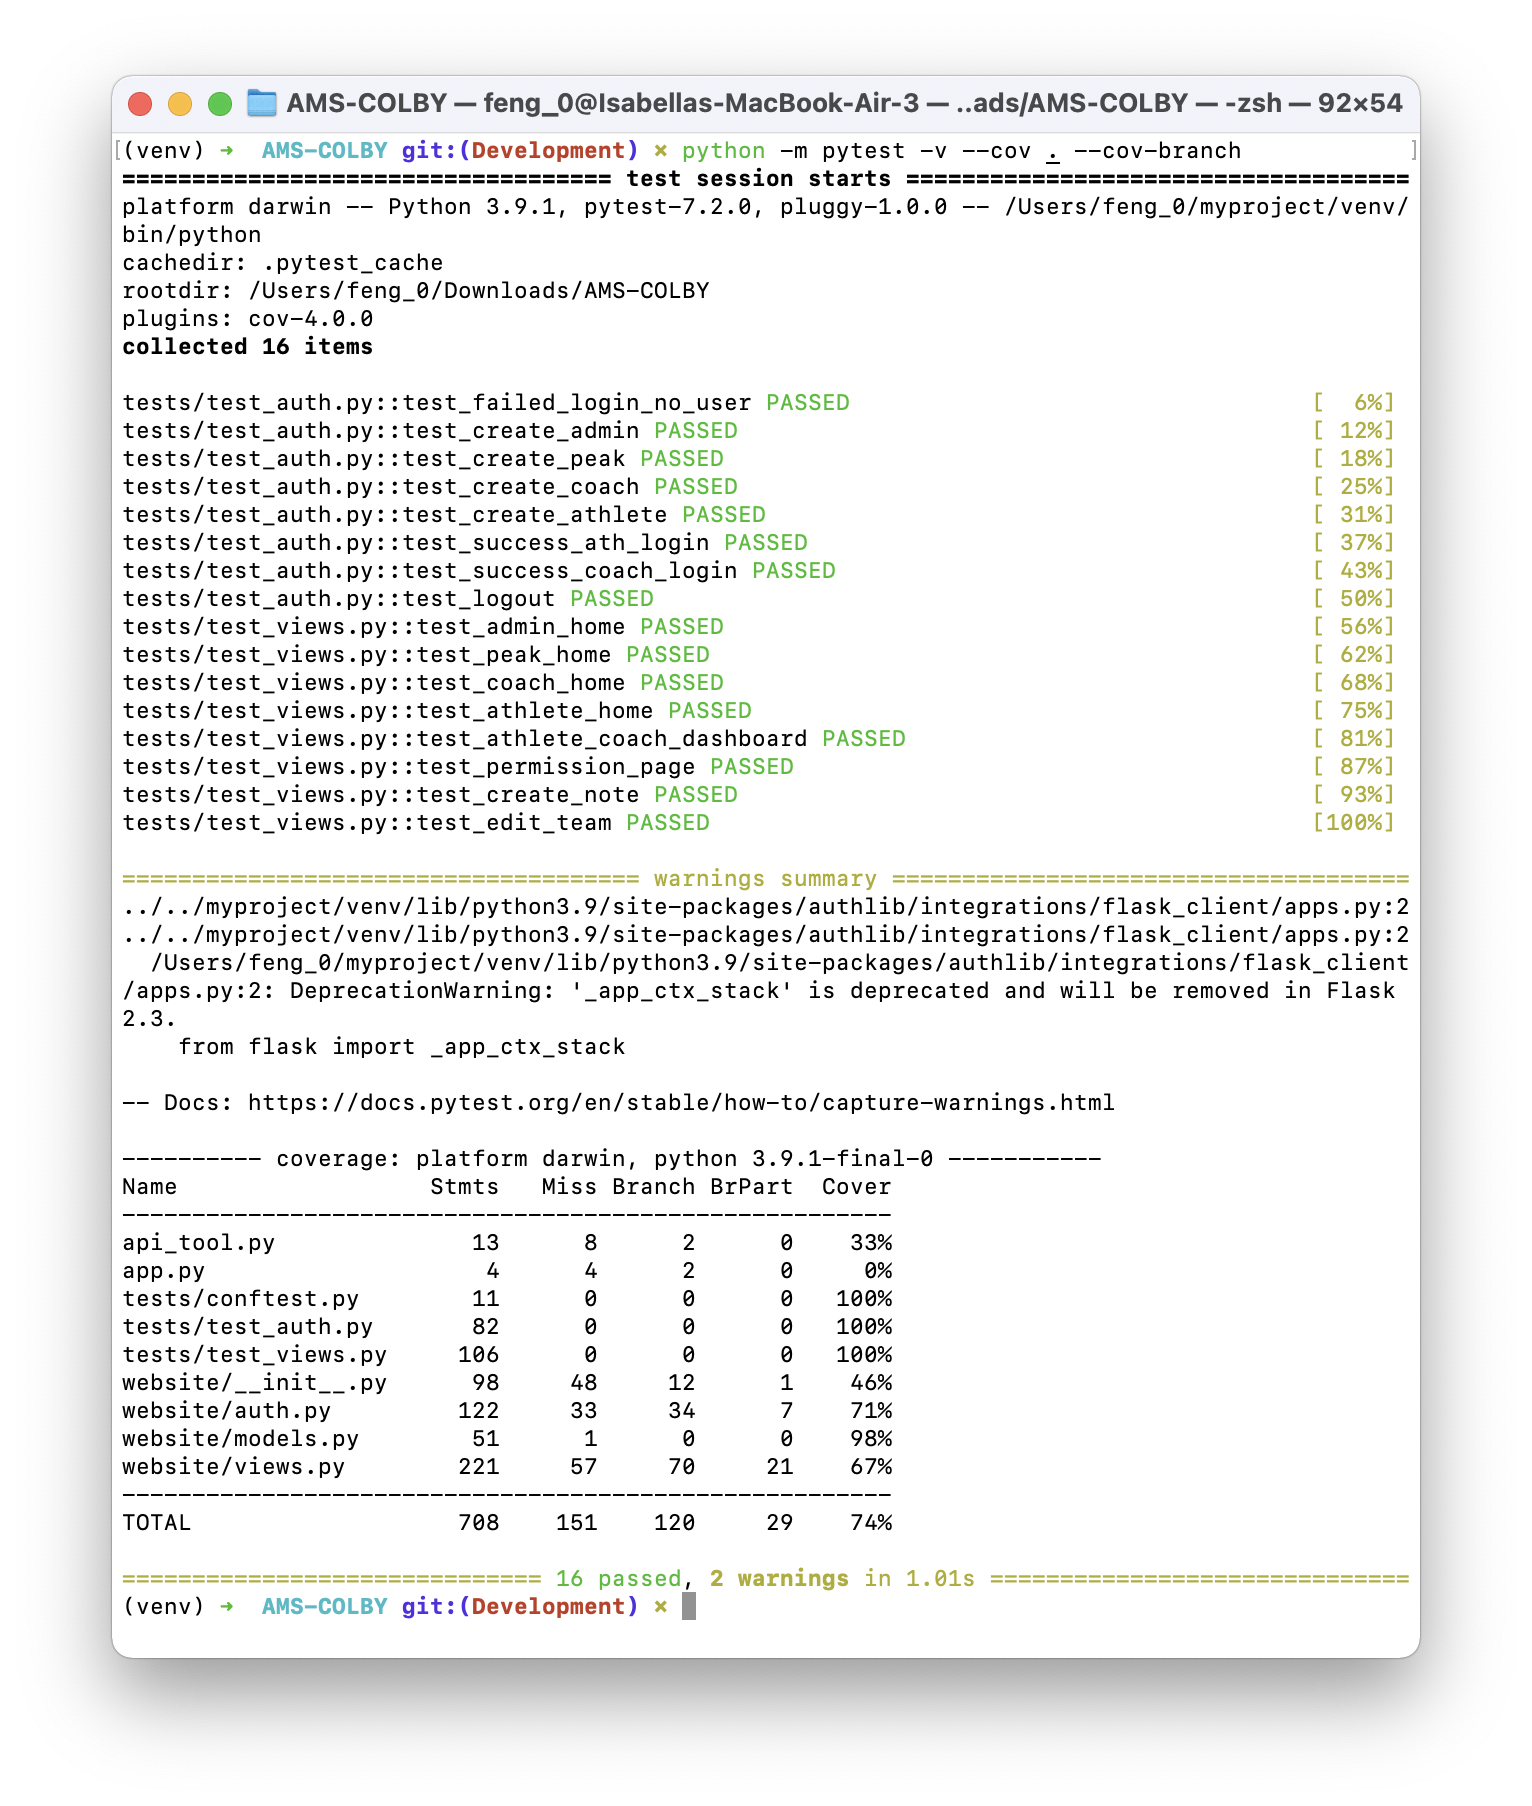 AMS-COLBY — feng_0@Isabellas-MacBook-Air-3 — ..ads/AMS-COLBY — -zsh — 92×54
[(venv) ➜  AMS-COLBY git:(Development) ✗ python -m pytest -v --cov . --cov-branch ]
=================================== test session starts ====================================
platform darwin -- Python 3.9.1, pytest-7.2.0, pluggy-1.0.0 -- /Users/feng_0/myproject/venv/
bin/python
cachedir: .pytest_cache
rootdir: /Users/feng_0/Downloads/AMS-COLBY
plugins: cov-4.0.0
collected 16 items
tests/test_auth.py::test_failed_login_no_user PASSED [  6%]
tests/test_auth.py::test_create_admin PASSED [ 12%]
tests/test_auth.py::test_create_peak PASSED [ 18%]
tests/test_auth.py::test_create_coach PASSED [ 25%]
tests/test_auth.py::test_create_athlete PASSED [ 31%]
tests/test_auth.py::test_success_ath_login PASSED [ 37%]
tests/test_auth.py::test_success_coach_login PASSED [ 43%]
tests/test_auth.py::test_logout PASSED [ 50%]
tests/test_views.py::test_admin_home PASSED [ 56%]
tests/test_views.py::test_peak_home PASSED [ 62%]
tests/test_views.py::test_coach_home PASSED [ 68%]
tests/test_views.py::test_athlete_home PASSED [ 75%]
tests/test_views.py::test_athlete_coach_dashboard PASSED [ 81%]
tests/test_views.py::test_permission_page PASSED [ 87%]
tests/test_views.py::test_create_note PASSED [ 93%]
tests/test_views.py::test_edit_team PASSED [100%]
===================================== warnings summary =====================================
../../myproject/venv/lib/python3.9/site-packages/authlib/integrations/flask_client/apps.py:2
../../myproject/venv/lib/python3.9/site-packages/authlib/integrations/flask_client/apps.py:2
  /Users/feng_0/myproject/venv/lib/python3.9/site-packages/authlib/integrations/flask_client
/apps.py:2: DeprecationWarning: '_app_ctx_stack' is deprecated and will be removed in Flask
2.3.
    from flask import _app_ctx_stack
-- Docs: https://docs.pytest.org/en/stable/how-to/capture-warnings.html
---------- coverage: platform darwin, python 3.9.1-final-0 -----------
Name                  Stmts   Miss Branch BrPart  Cover
-------------------------------------------------------
api_tool.py              13      8      2      0    33%
app.py                    4      4      2      0     0%
tests/conftest.py        11      0      0      0   100%
tests/test_auth.py       82      0      0      0   100%
tests/test_views.py     106      0      0      0   100%
website/__init__.py      98     48     12      1    46%
website/auth.py         122     33     34      7    71%
website/models.py        51      1      0      0    98%
website/views.py        221     57     70     21    67%
-------------------------------------------------------
TOTAL                   708    151    120     29    74%
============================== 16 passed, 2 warnings in 1.01s ==============================
(venv) ➜  AMS-COLBY git:(Development) ✗